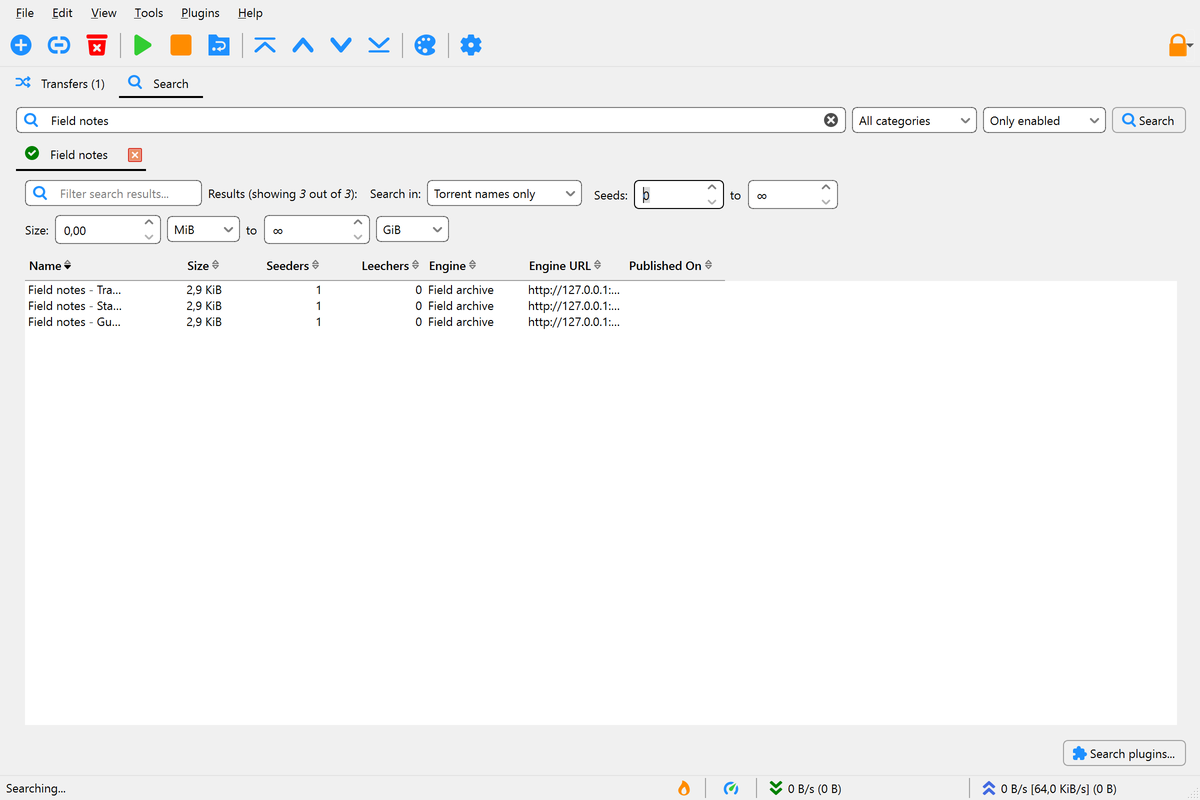 File Edit View Tools Plugins Help
Transfers (1) Search
Field notes All categories Only enabled Search
Field notes
Filter search results... Results (showing 3 out of 3): Search in: Torrent names only Seeds: 0 to ∞
Size: 0,00 MiB to ∞ GiB
Name Size Seeders Leechers Engine Engine URL Published On
Field notes - Tra... 2,9 KiB 1 0 Field archive http://127.0.0.1:...
Field notes - Sta... 2,9 KiB 1 0 Field archive http://127.0.0.1:...
Field notes - Gu... 2,9 KiB 1 0 Field archive http://127.0.0.1:...
Search plugins...
Searching... 0 B/s (0 B) 0 B/s [64,0 KiB/s] (0 B)